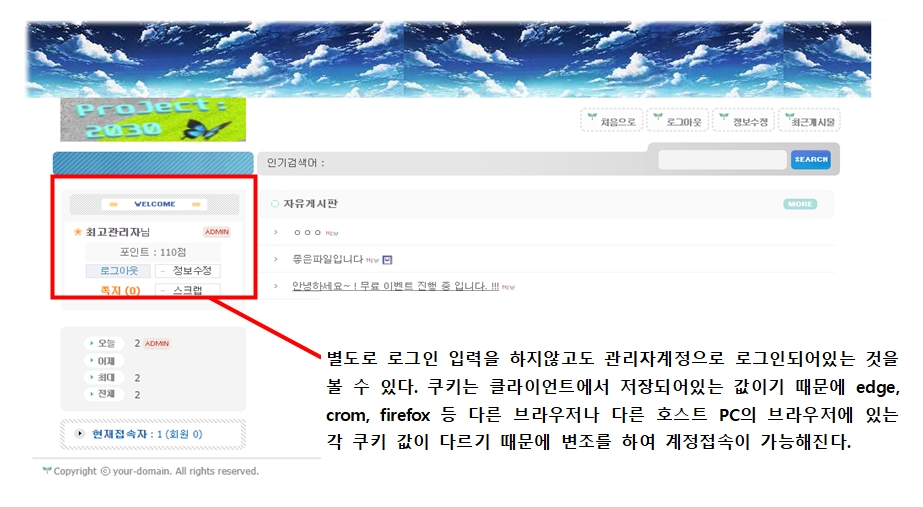 Project:
2030
처음으로 로그아웃 정보수정 최근게시물
인기검색어 :
SEARCH
WELCOME
최고관리자님 ADMIN
포인트 : 110점
로그아웃 정보수정
쪽지 (0) 스크랩
자유게시판 MORE
ㅇㅇㅇ NEW
좋은파일입니다 NEW
안녕하세요~ ! 무료 이벤트 진행 중 입니다. !!! NEW
오늘 2 ADMIN
어제
최대 2
전체 2
현재접속자 : 1 (회원 0)
Copyright ⓒ your-domain. All rights reserved.
별도로 로그인 입력을 하지않고도 관리자계정으로 로그인되어있는 것을
볼 수 있다. 쿠키는 클라이언트에서 저장되어있는 값이기 때문에 edge,
crom, firefox 등 다른 브라우저나 다른 호스트 PC의 브라우저에 있는
각 쿠키 값이 다르기 때문에 변조를 하여 계정접속이 가능해진다.